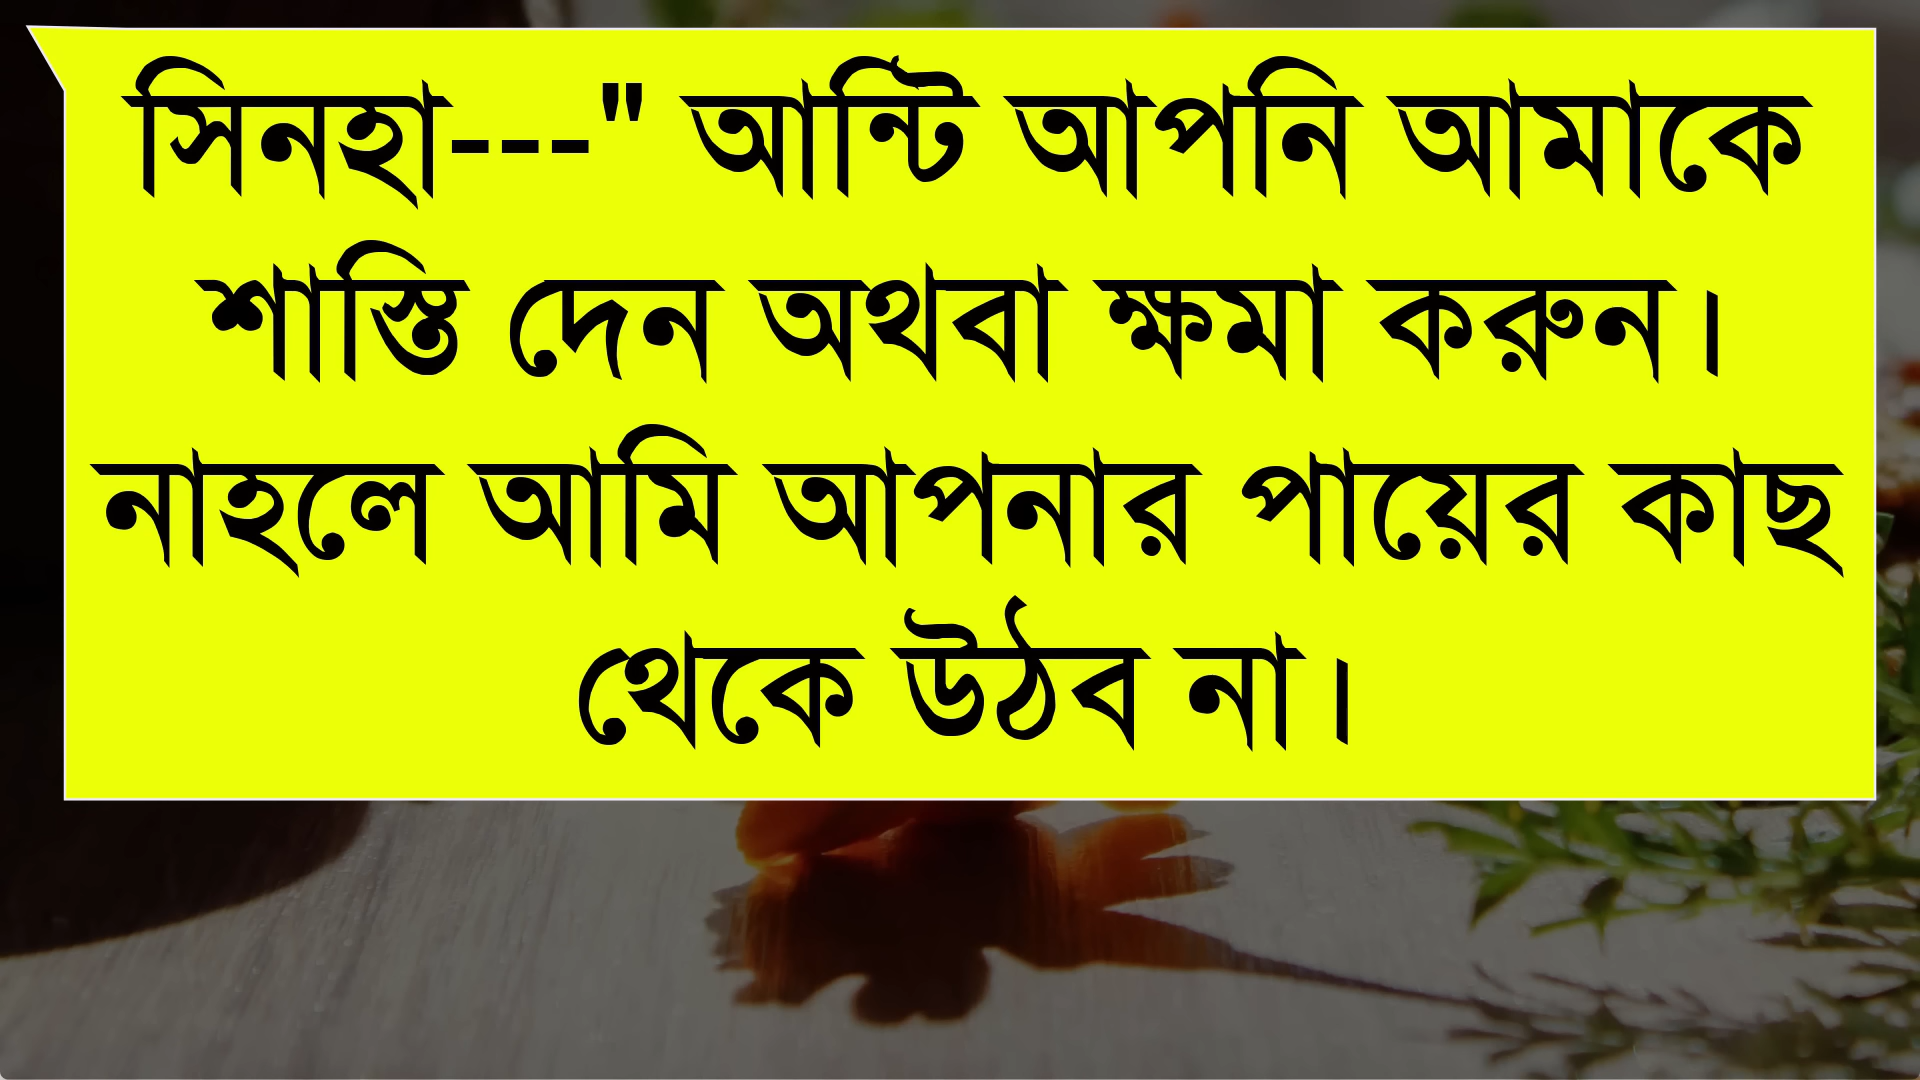 সিনহা---" আন্টি আপনি আমাকে
শাস্তি দেন অথবা ক্ষমা করুন।
নাহলে আমি আপনার পায়ের কাছ
থেকে উঠব না।